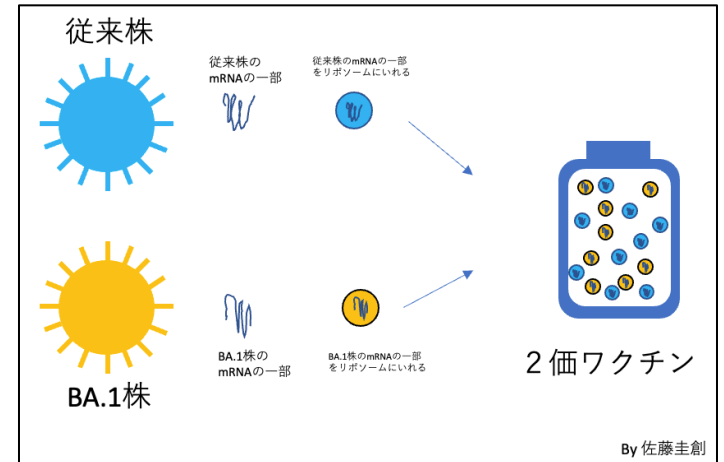 従来株
従来株の
mRNAの一部
従来株のmRNAの一部
をリポソームにいれる
BA.1株の
mRNAの一部
BA.1株のmRNAの一部
をリポソームにいれる
BA.1株
２価ワクチン
By 佐藤圭創